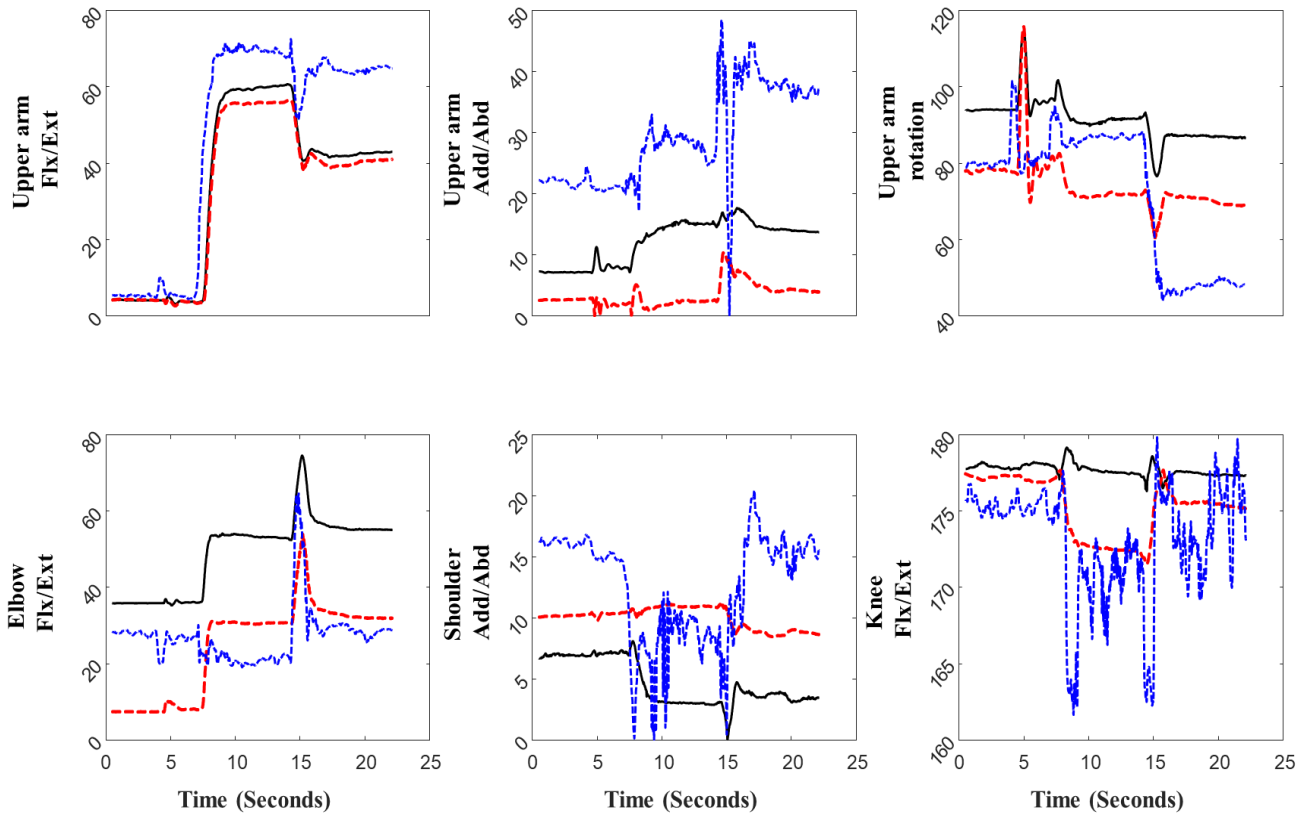 Upper arm
Flx/Ext
0
20
40
60
80
Upper arm
Add/Abd
0
10
20
30
40
50
Upper arm
rotation
40
60
80
100
120
Elbow
Flx/Ext
0
20
40
60
80
0 5 10 15 20 25
Time (Seconds)
Shoulder
Add/Abd
0
5
10
15
20
25
0 5 10 15 20 25
Time (Seconds)
Knee
Flx/Ext
160
165
170
175
180
0 5 10 15 20 25
Time (Seconds)